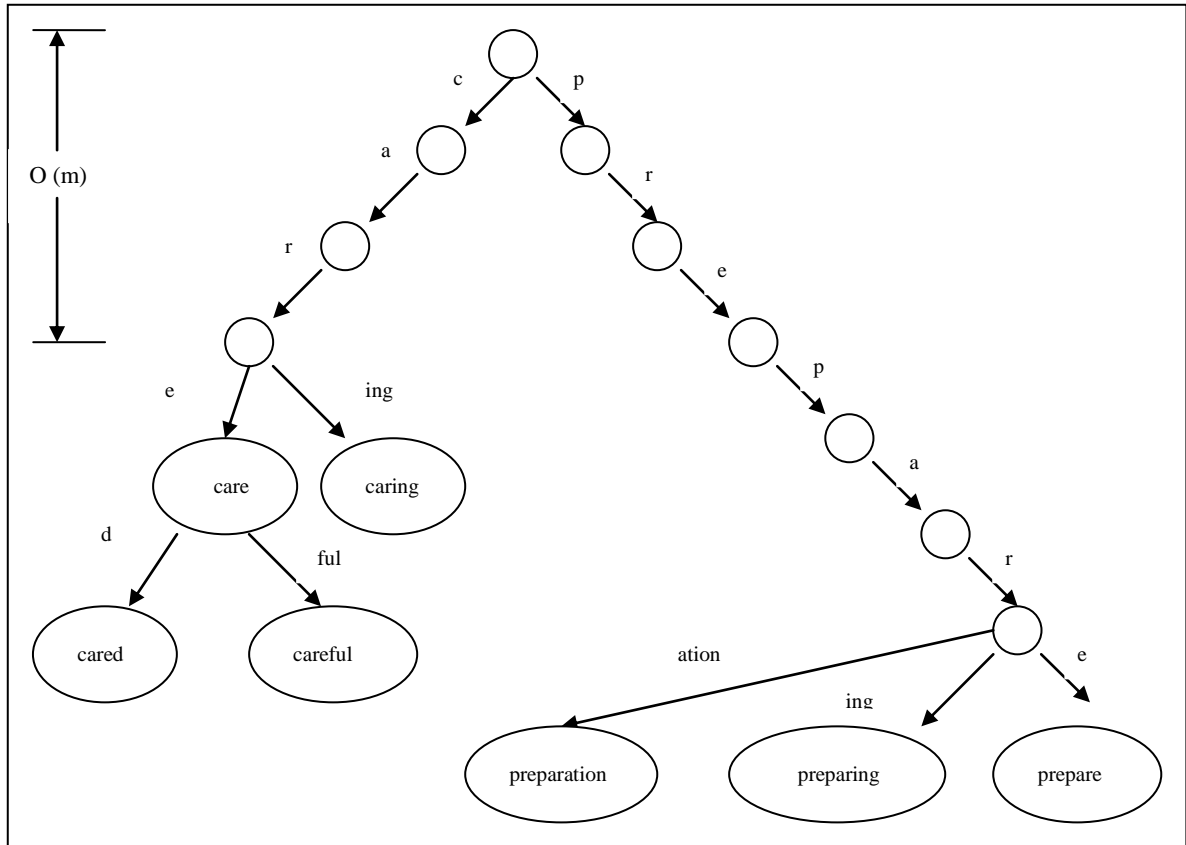 c
p
a
O (m)
r
r
e
p
e
ing
a
care
caring
d
ful
r
cared
careful
ation
e
ing
preparation
preparing
prepare